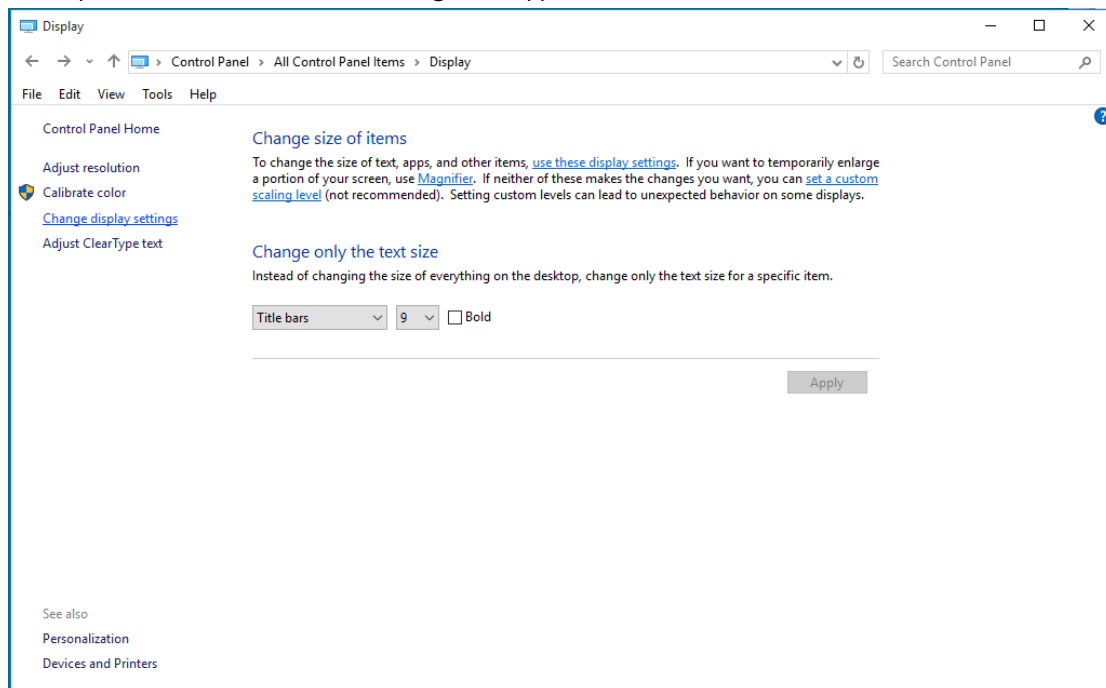 Display
Control Panel > All Control Panel Items > Display
Search Control Panel
File Edit View Tools Help
Control Panel Home
Adjust resolution
Calibrate color
Change display settings
Adjust ClearType text
Change size of items
To change the size of text, apps, and other items, use these display settings. If you want to temporarily enlarge
a portion of your screen, use Magnifier. If neither of these makes the changes you want, you can set a custom
scaling level (not recommended). Setting custom levels can lead to unexpected behavior on some displays.
Change only the text size
Instead of changing the size of everything on the desktop, change only the text size for a specific item.
Title bars 9 Bold
Apply
See also
Personalization
Devices and Printers